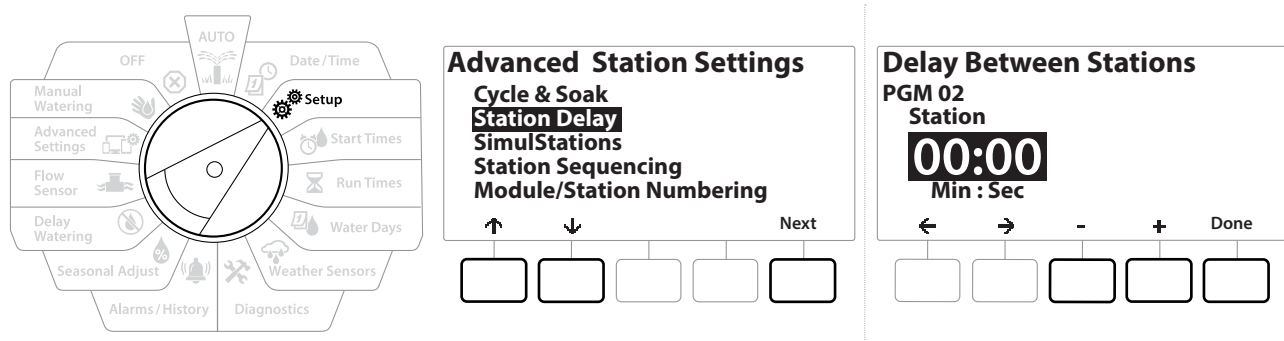 AUTO
Date/Time
Setup
Start Times
Run Times
Water Days
Weather Sensors
Diagnostics
Alarms/History
Seasonal Adjust
Delay
Watering
Flow
Sensor
Advanced
Settings
Manual
Watering
OFF
Advanced Station Settings
Cycle & Soak
Station Delay
SimulStations
Station Sequencing
Module/Station Numbering
↑ ↓ Next
Delay Between Stations
PGM 02
Station
00:00
Min : Sec
← → - + Done